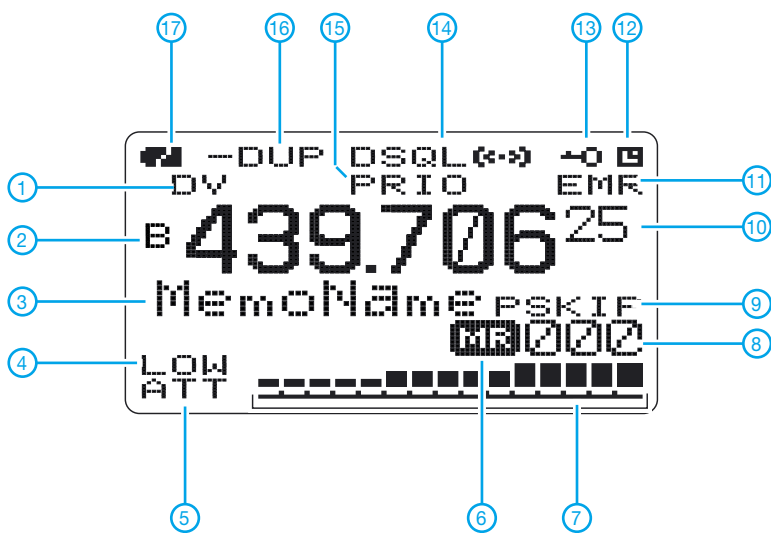 17 16 15 14 13 12
−DUP DSQL
1 DV PRIO EMR 11
2 B 439.70625 10
3 MemoName PSKIF 9
MR 000 8
4 LOW
ATT
5 6 7